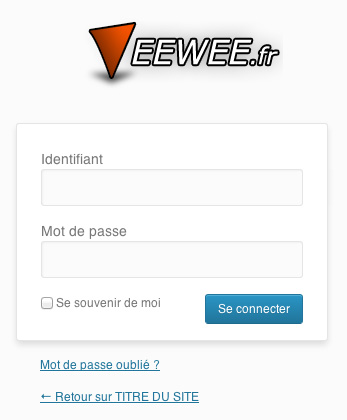 VEEWEE.fr
Identifiant
Mot de passe
Se souvenir de moi
Se connecter
Mot de passe oublié ?
← Retour sur TITRE DU SITE